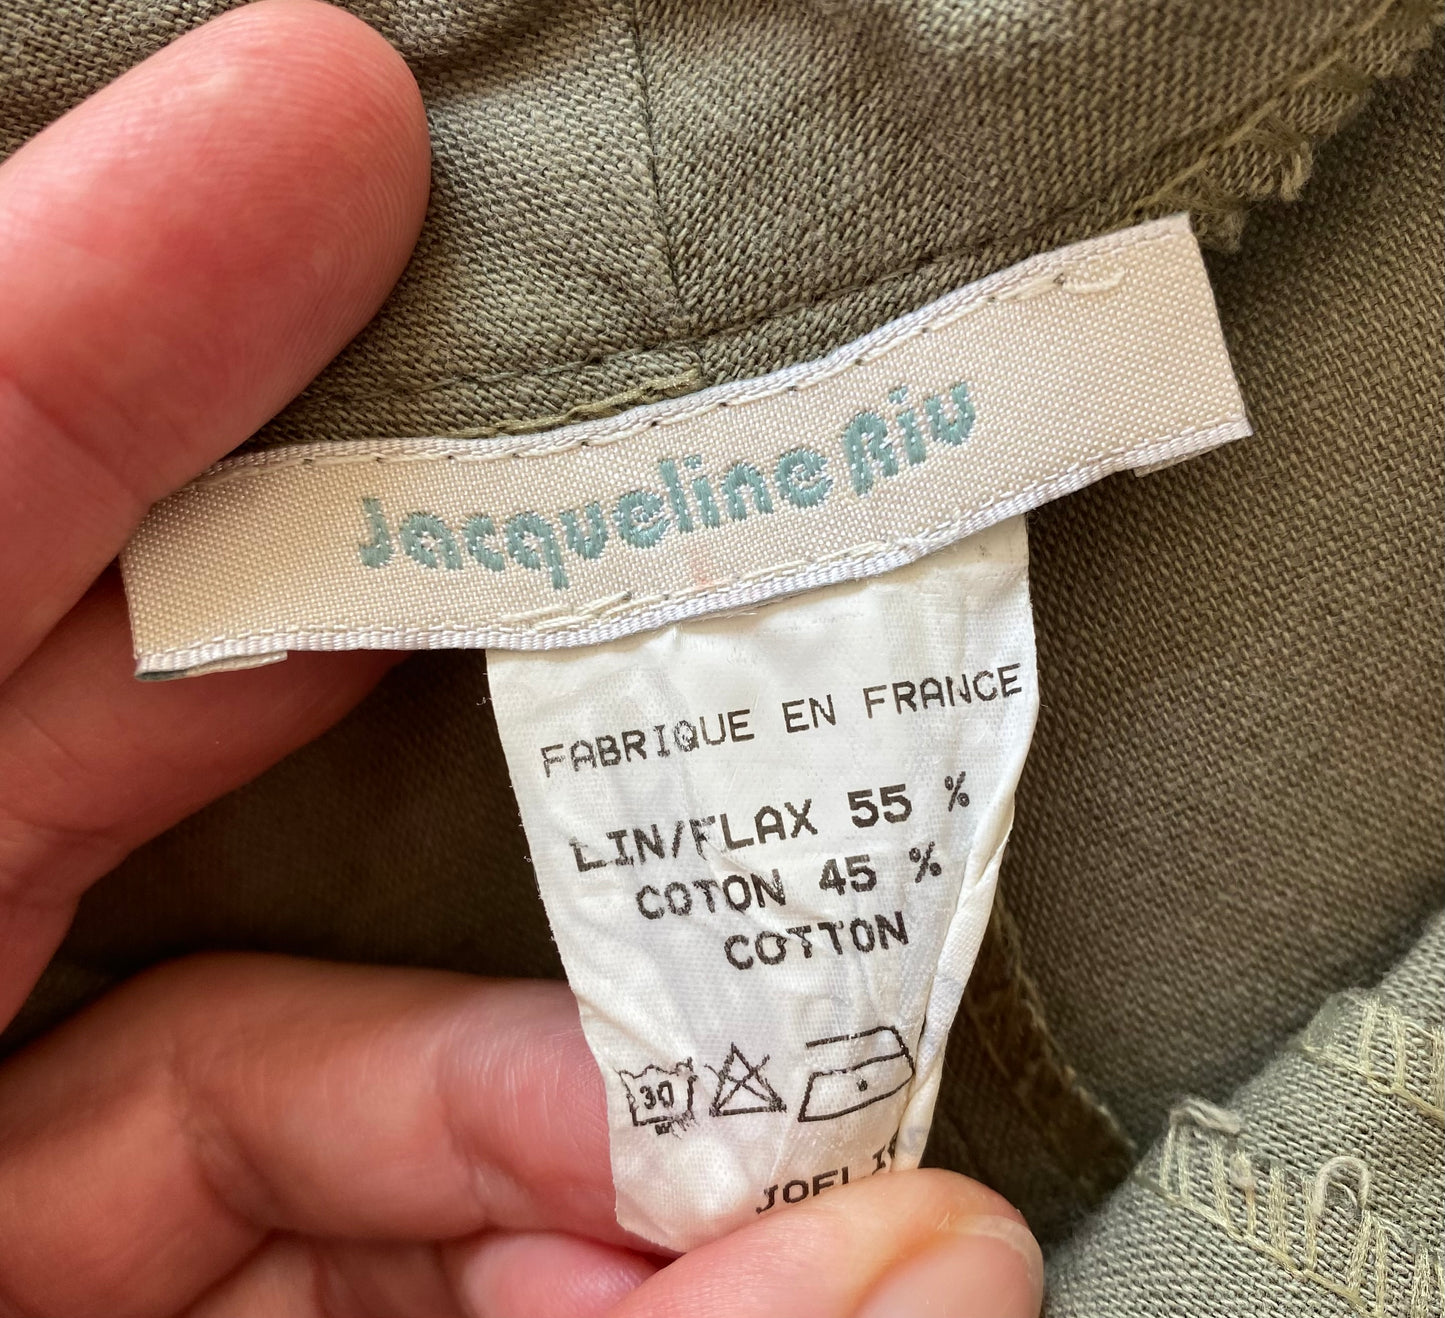 Jacqueline Riu
FABRIQUE EN FRANCE
LIN/FLAX 55 %
COTON 45 %
COTTON
30